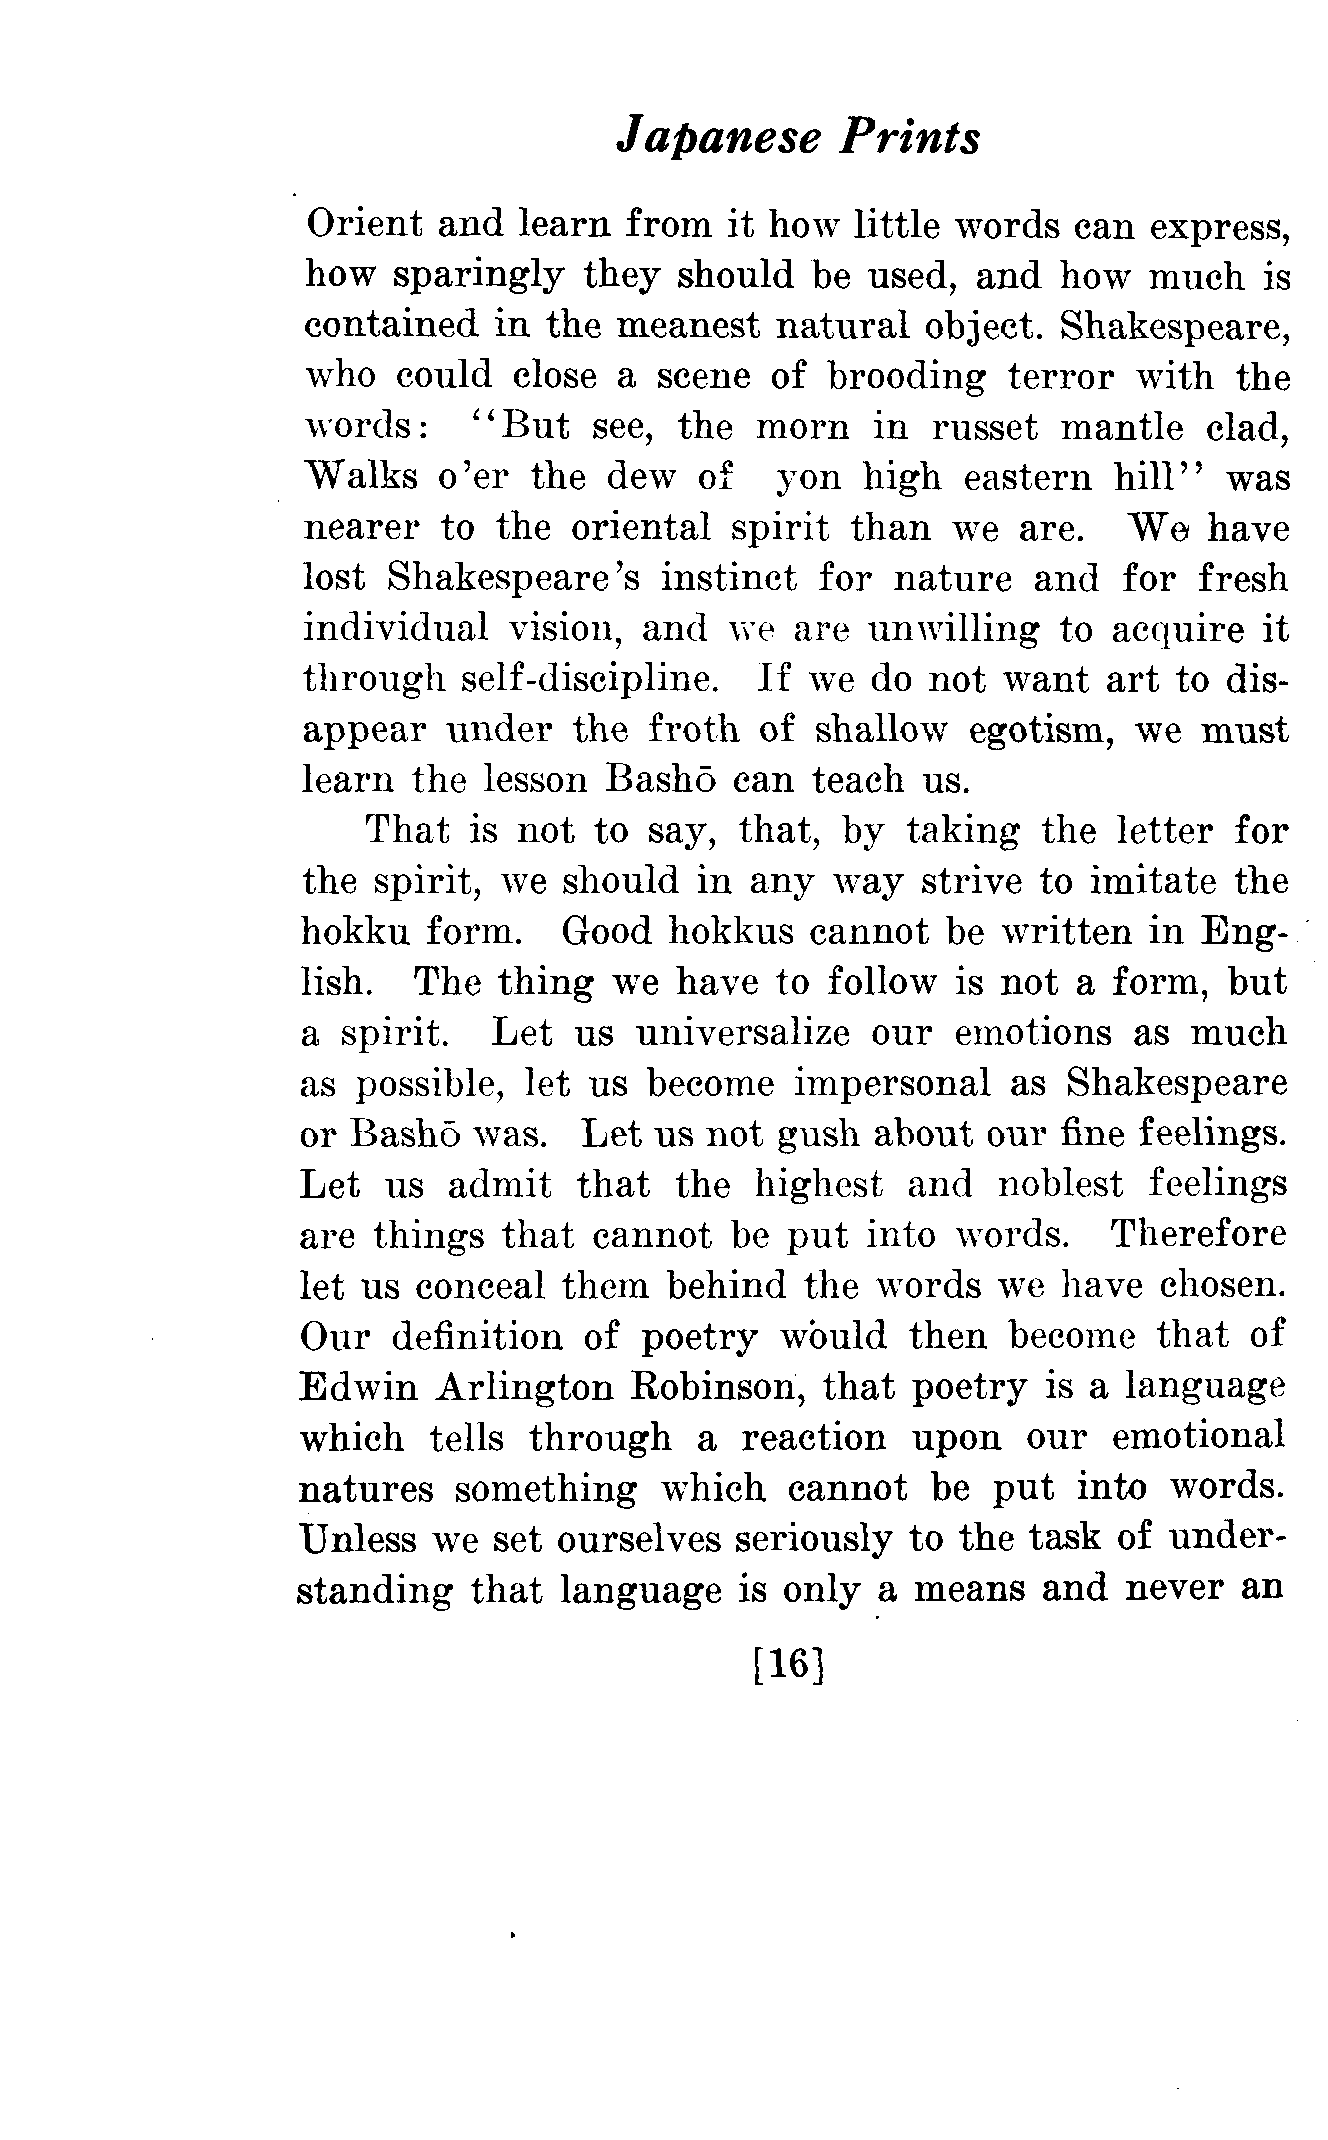 Japanese Prints
Orient and learn from it how little words can express,
how sparingly they should be used, and how much is
contained in the meanest natural object. Shakespeare,
who could close a scene of brooding terror with the
words: "But see, the morn in russet mantle clad,
Walks o'er the dew of yon high eastern hill" was
nearer to the oriental spirit than we are. We have
lost Shakespeare's instinct for nature and for fresh
individual vision, and we are unwilling to acquire it
through self-discipline. If we do not want art to dis-
appear under the froth of shallow egotism, we must
learn the lesson Bashō can teach us.
That is not to say, that, by taking the letter for
the spirit, we should in any way strive to imitate the
hokku form. Good hokkus cannot be written in Eng-
lish. The thing we have to follow is not a form, but
a spirit. Let us universalize our emotions as much
as possible, let us become impersonal as Shakespeare
or Bashō was. Let us not gush about our fine feelings.
Let us admit that the highest and noblest feelings
are things that cannot be put into words. Therefore
let us conceal them behind the words we have chosen.
Our definition of poetry would then become that of
Edwin Arlington Robinson, that poetry is a language
which tells through a reaction upon our emotional
natures something which cannot be put into words.
Unless we set ourselves seriously to the task of under-
standing that language is only a means and never an
[16]